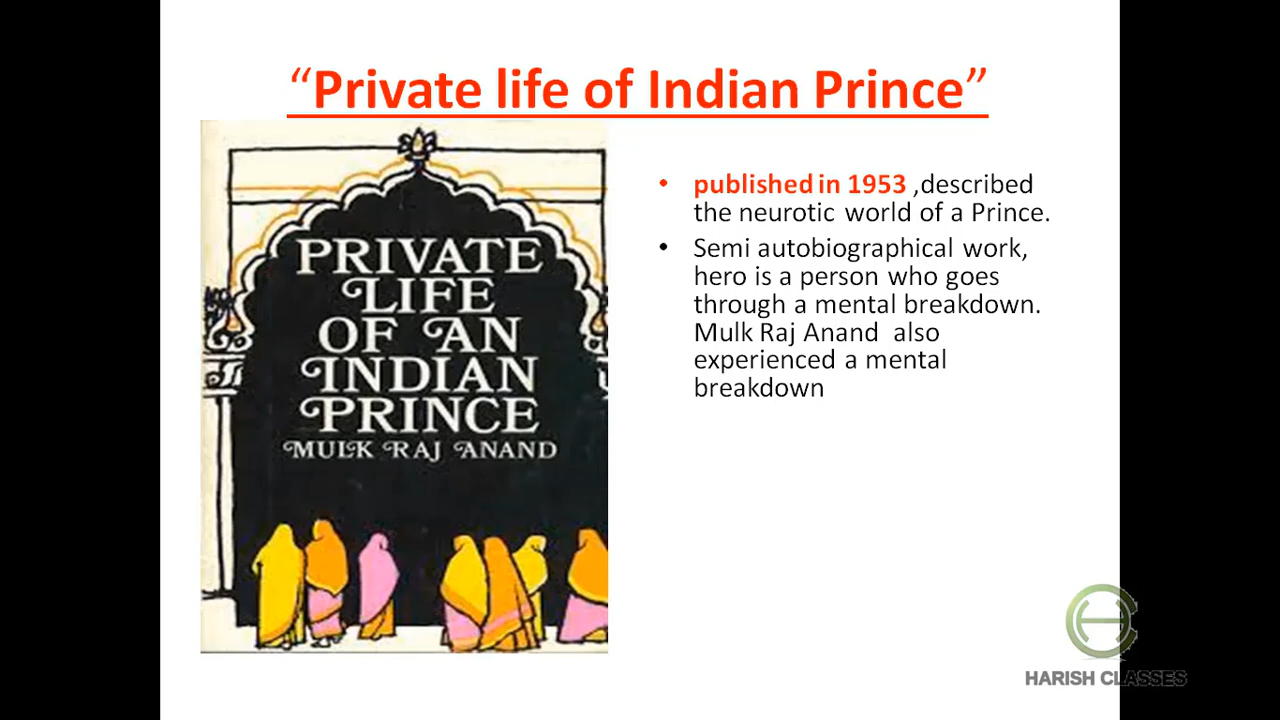 “Private life of Indian Prince”
PRIVATE
LIFE
OF AN
INDIAN
PRINCE
MULK RAJ ANAND
• published in 1953 ,described
the neurotic world of a Prince.
• Semi autobiographical work,
hero is a person who goes
through a mental breakdown.
Mulk Raj Anand also
experienced a mental
breakdown
HARISH CLASSES